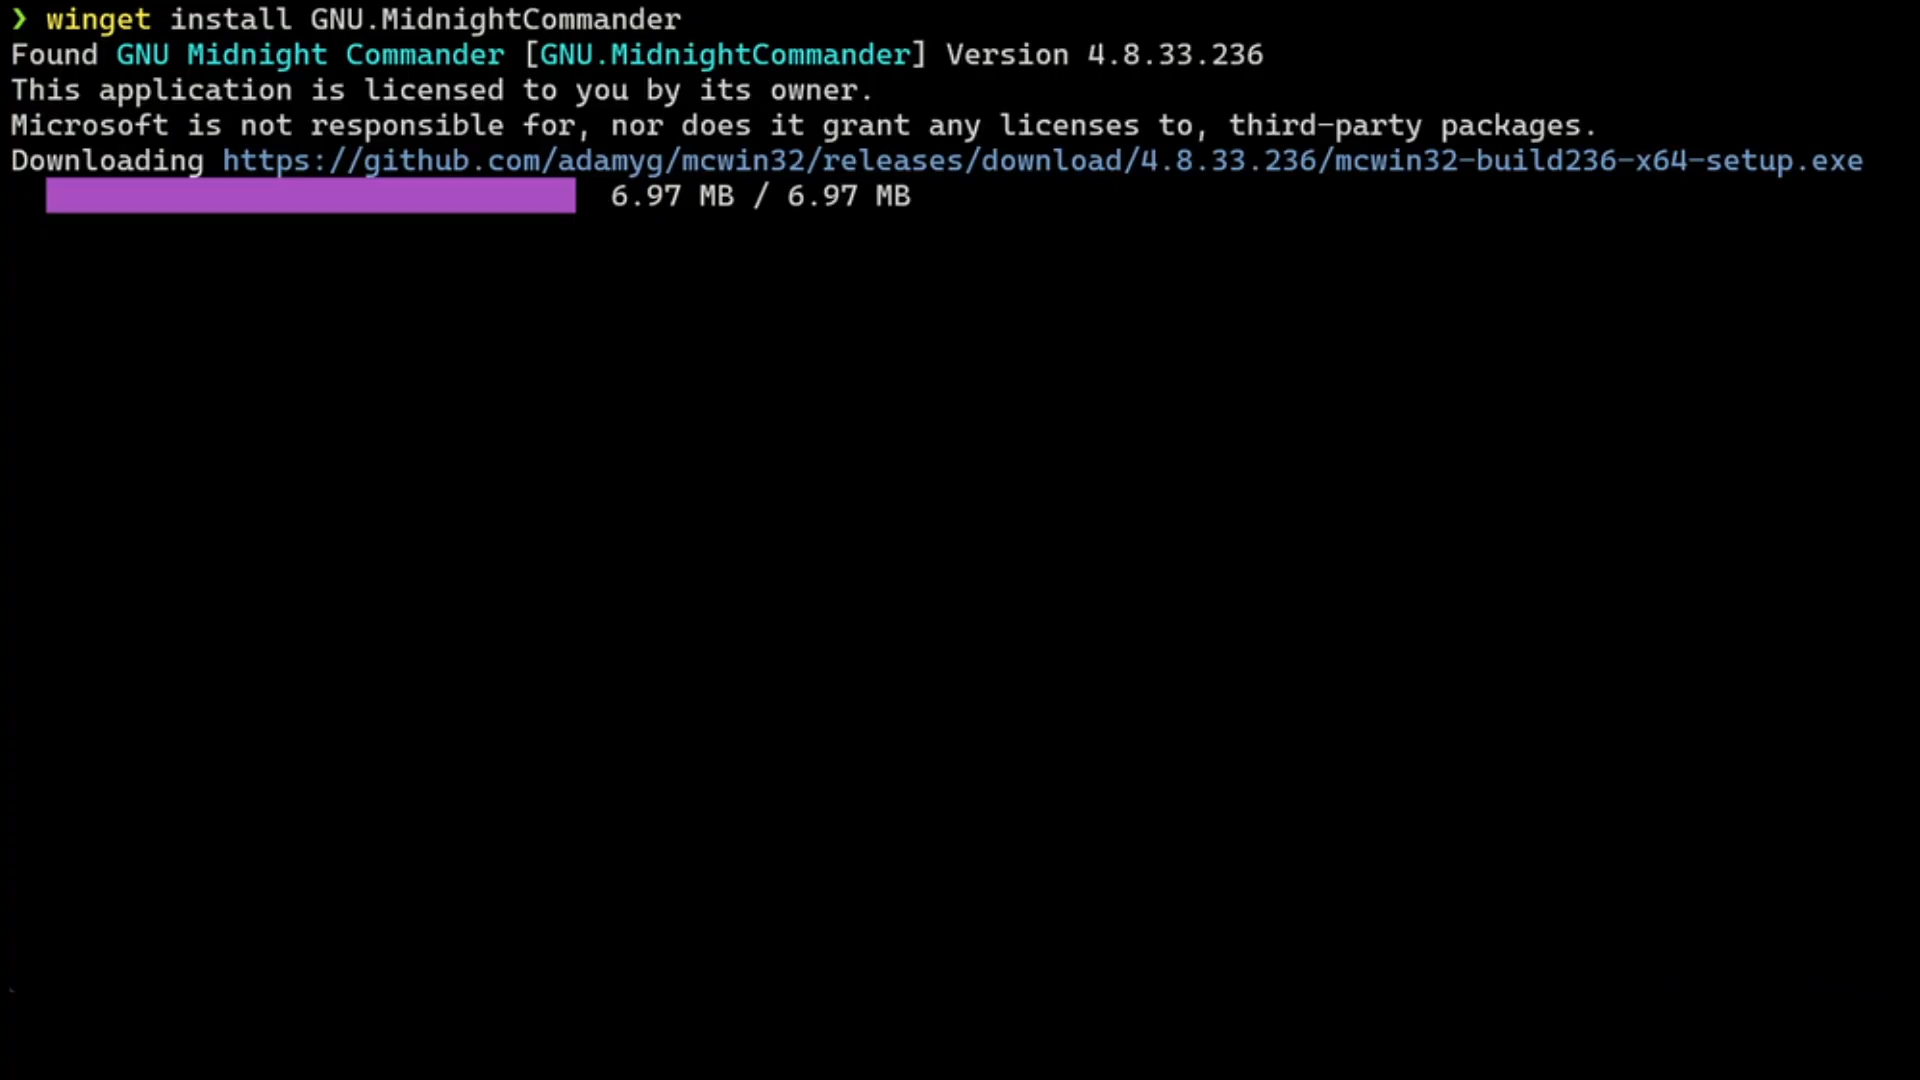 ❯ winget install GNU.MidnightCommander
Found GNU Midnight Commander [GNU.MidnightCommander] Version 4.8.33.236
This application is licensed to you by its owner.
Microsoft is not responsible for, nor does it grant any licenses to, third-party packages.
Downloading https://github.com/adamyg/mcwin32/releases/download/4.8.33.236/mcwin32-build236-x64-setup.exe
6.97 MB / 6.97 MB